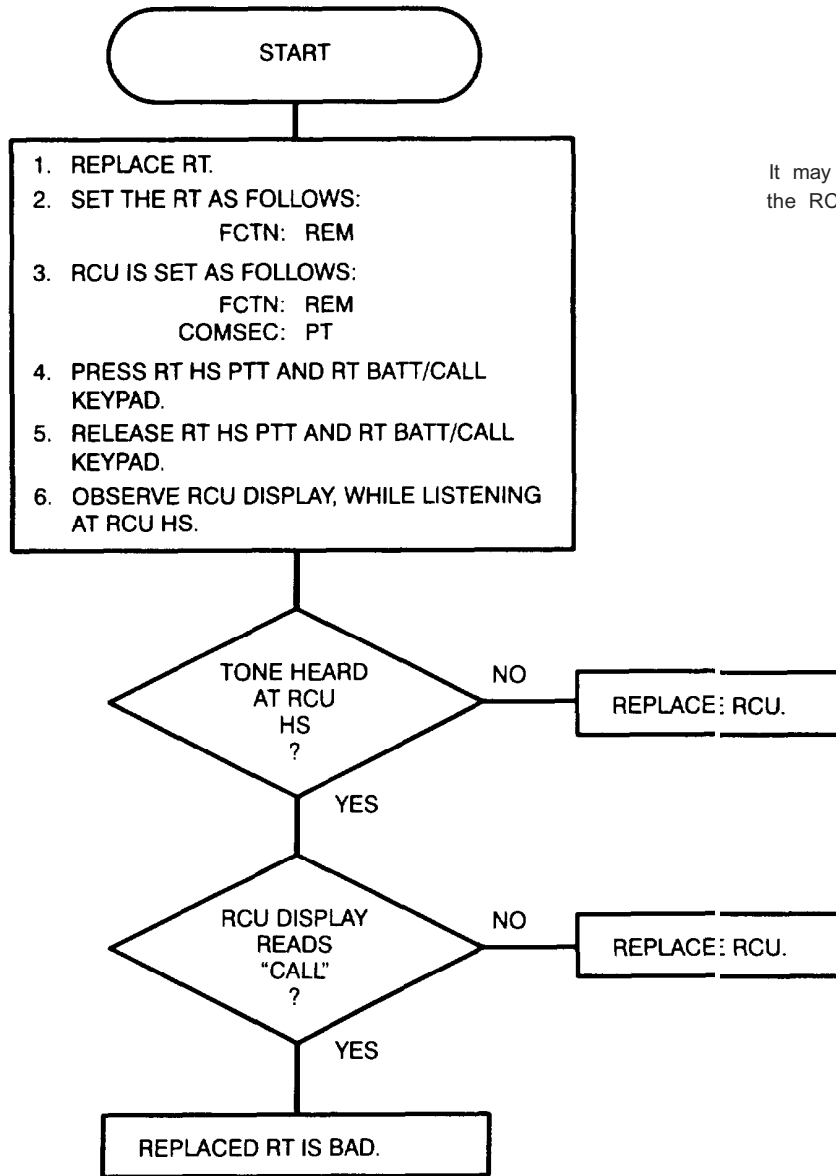 START
1. REPLACE RT.
2. SET THE RT AS FOLLOWS:
FCTN: REM
3. RCU IS SET AS FOLLOWS:
FCTN: REM
COMSEC: PT
4. PRESS RT HS PTT AND RT BATT/CALL
KEYPAD.
5. RELEASE RT HS PTT AND RT BATT/CALL
KEYPAD.
6. OBSERVE RCU DISPLAY, WHILE LISTENING
AT RCU HS.
It may
the RC
TONE HEARD
AT RCU
HS
?
NO
REPLACE RCU.
YES
RCU DISPLAY
READS
"CALL"
?
NO
REPLACE RCU.
YES
REPLACED RT IS BAD.